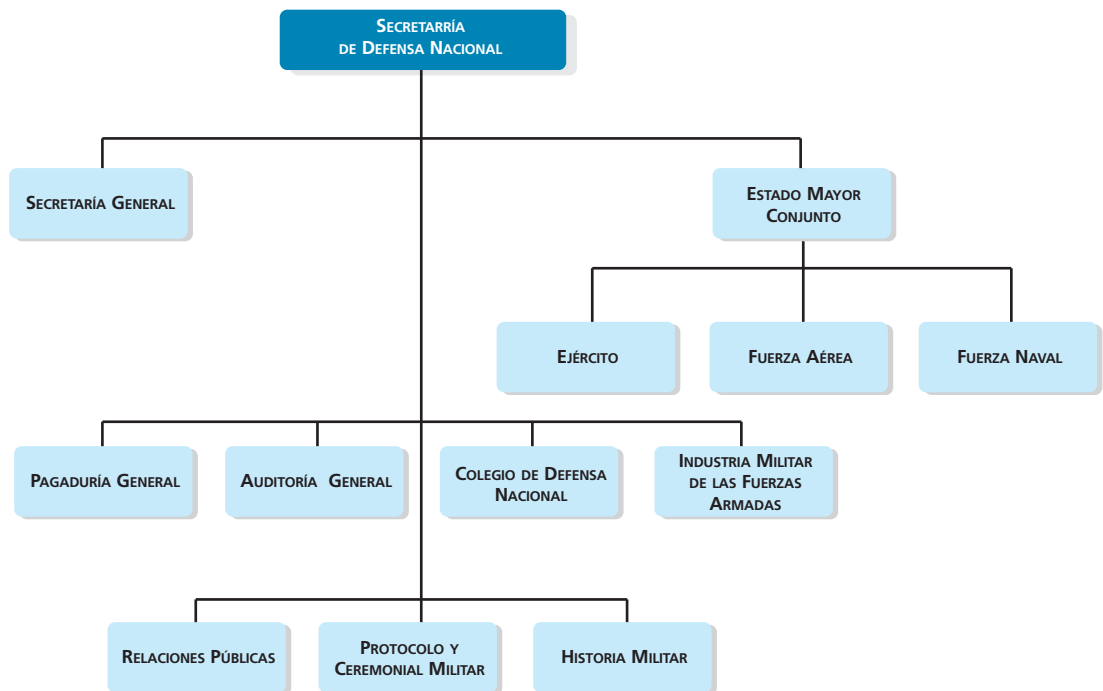 Secretarría
de Defensa Nacional
Secretaría General
Estado Mayor
Conjunto
Ejército
Fuerza Aérea
Fuerza Naval
Pagaduría General
Auditoría General
Colegio de Defensa
Nacional
Industria Militar
de las Fuerzas
Armadas
Relaciones Públicas
Protocolo y
Ceremonial Militar
Historia Militar